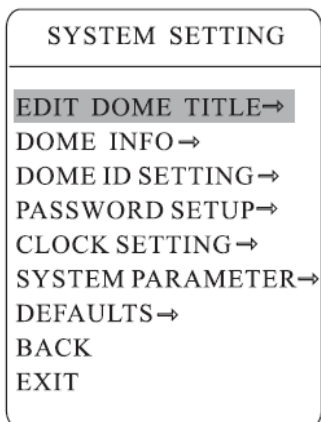 SYSTEM SETTING
EDIT DOME TITLE⇒
DOME INFO⇒
DOME ID SETTING⇒
PASSWORD SETUP⇒
CLOCK SETTING⇒
SYSTEM PARAMETER⇒
DEFAULTS⇒
BACK
EXIT